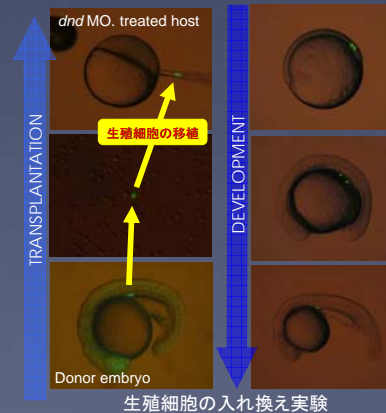 dnd MO. treated host
TRANSPLANTATION
生殖細胞の移植
DEVELOPMENT
Donor embryo
生殖細胞の入れ換え実験